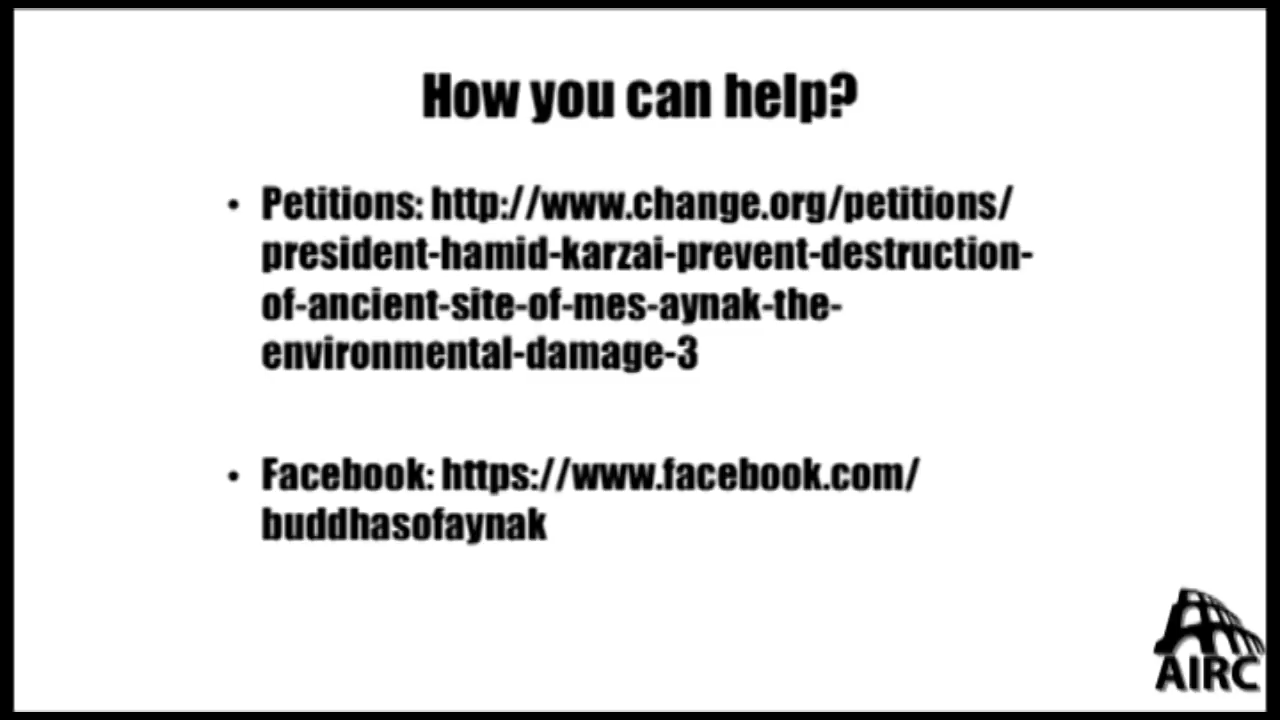 How you can help?
• Petitions: http://www.change.org/petitions/
president-hamid-karzai-prevent-destruction-
of-ancient-site-of-mes-aynak-the-
environmental-damage-3
• Facebook: https://www.facebook.com/
buddhasofaynak
AIRC